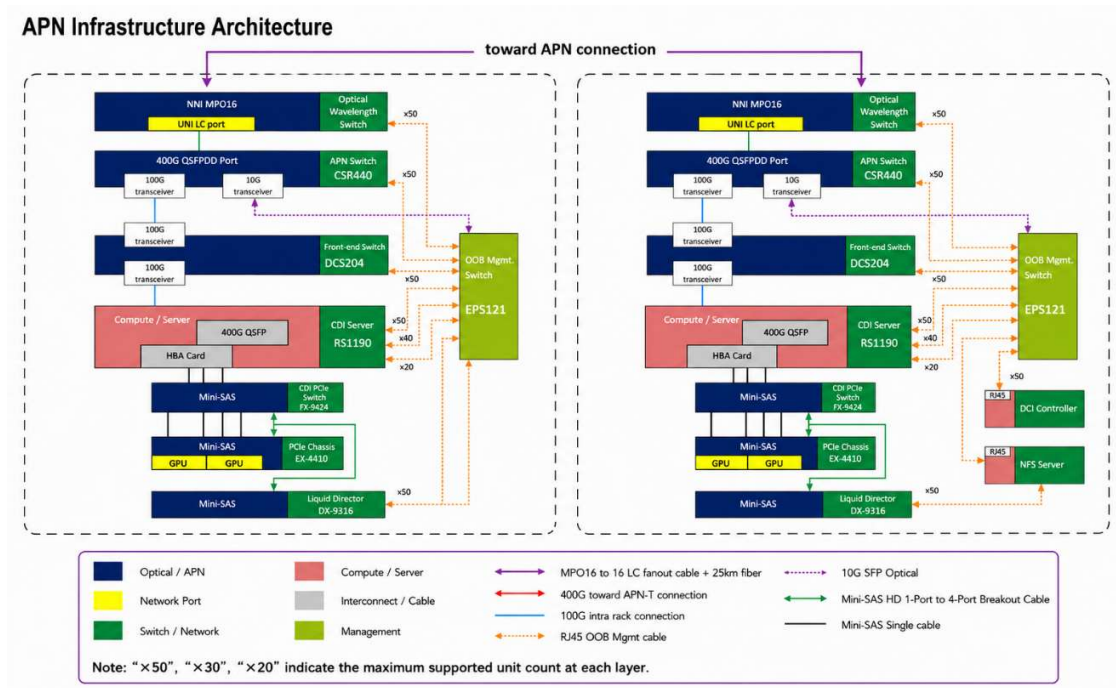 APN Infrastructure Architecture
toward APN connection
NNI MPO16
UNI LC port
Optical
Wavelength
Switch
x50
400G QSFPDD Port
100G
transceiver
10G
transceiver
APN Switch
CSR440
x50
100G
transceiver
100G
transceiver
Front-end Switch
DCS204
x50
OOB Mgmt.
Switch
EPS121
Compute / Server
400G QSFP
HBA Card
CDI Server
RS1190
x50
x40
x20
Mini-SAS
CDI PCIe
Switch
FX-9424
Mini-SAS
GPU
GPU
PCIe Chassis
EX-4410
Mini-SAS
Liquid Director
DX-9316
x50
NNI MPO16
UNI LC port
Optical
Wavelength
Switch
x50
400G QSFPDD Port
100G
transceiver
10G
transceiver
APN Switch
CSR440
x50
100G
transceiver
100G
transceiver
Front-end Switch
DCS204
x50
OOB Mgmt.
Switch
EPS121
Compute / Server
400G QSFP
HBA Card
CDI Server
RS1190
x50
x40
x20
Mini-SAS
CDI PCIe
Switch
FX-9424
Mini-SAS
GPU
GPU
PCIe Chassis
EX-4410
Mini-SAS
Liquid Director
DX-9316
x50
x50
RJ45
DCI Controller
RJ45
NFS Server
Optical / APN
Network Port
Switch / Network
Compute / Server
Interconnect / Cable
Management
MPO16 to 16 LC fanout cable + 25km fiber
400G toward APN-T connection
100G intra rack connection
RJ45 OOB Mgmt cable
10G SFP Optical
Mini-SAS HD 1-Port to 4-Port Breakout Cable
Mini-SAS Single cable
Note: “×50”, “×30”, “×20” indicate the maximum supported unit count at each layer.